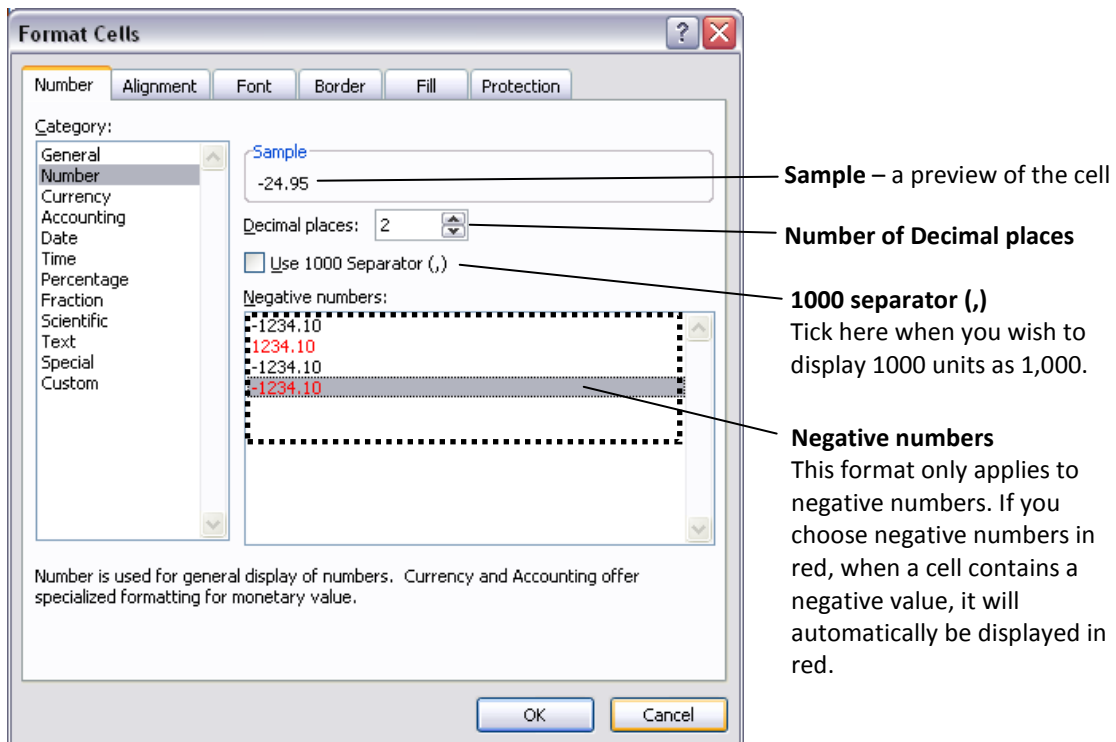 Format Cells
Number Alignment Font Border Fill Protection
Category:
General
Number
Currency
Accounting
Date
Time
Percentage
Fraction
Scientific
Text
Special
Custom
Sample
-24.95
Decimal places: 2
Use 1000 Separator (,)
Negative numbers:
-1234.10
1234.10
-1234.10
-1234.10
Number is used for general display of numbers. Currency and Accounting offer
specialized formatting for monetary value.
OK Cancel
Sample – a preview of the cell
Number of Decimal places
1000 separator (,)
Tick here when you wish to
display 1000 units as 1,000.
Negative numbers
This format only applies to
negative numbers. If you
choose negative numbers in
red, when a cell contains a
negative value, it will
automatically be displayed in
red.